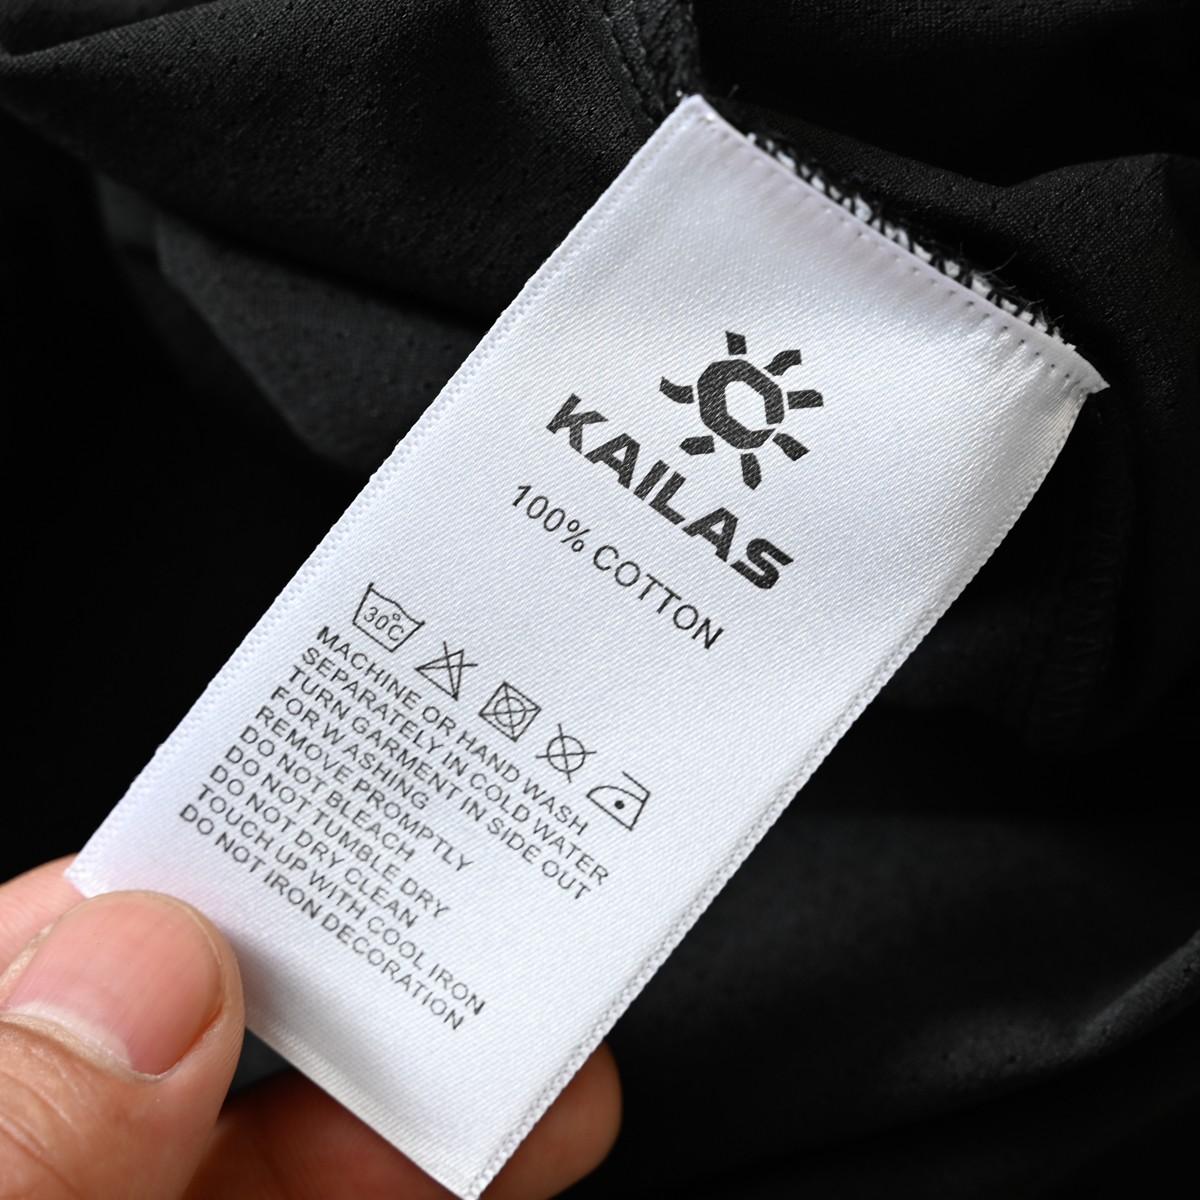 KAILAS
100% COTTON
30°C
MACHINE OR HAND WASH
SEPARATELY IN COLD WATER
TURN GARMENT IN SIDE OUT
FOR W ASHING
REMOVE PROMPTLY
DO NOT BLEACH
DO NOT TUMBLE DRY
DO NOT DRY CLEAN
TOUCH UP WITH COOL IRON
DO NOT IRON DECORATION